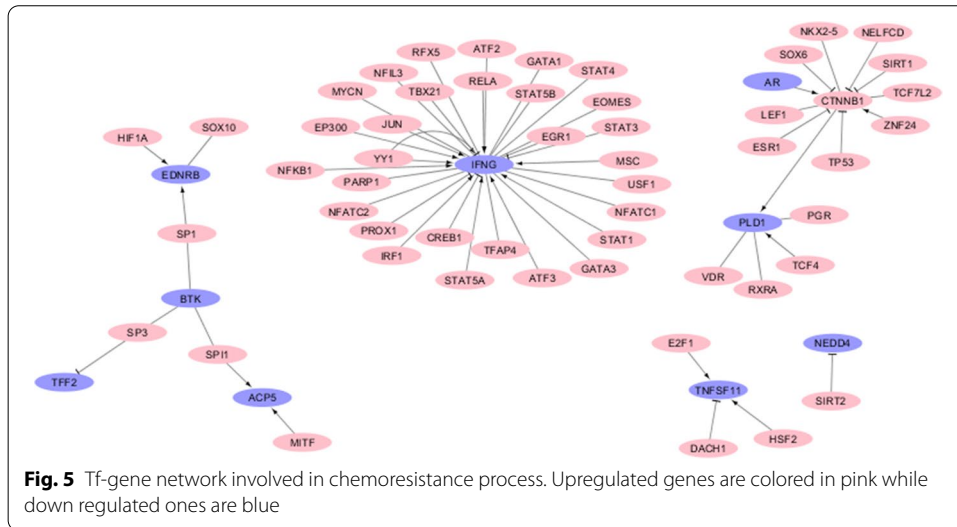 NKX2-5
NELFCD
ATF2
RFX5
SOX6
GATA1
SIRT1
NFIL3
STAT4
RELA
AR
MYCN
TBX21
STAT5B
TCF7L2
CTNNB1
EOMES
LEF1
SOX10
JUN
EP300
STAT3
ZNF24
HIF1A
EGR1
ESR1
YY1
MSC
TP53
IFNG
NFKB1
EDNRB
PARP1
USF1
NFATC2
NFATC1
PGR
PLD1
PROX1
SP1
CREB1
STAT1
TFAP4
IRF1
TCF4
GATA3
VDR
STAT5A
ATF3
RXRA
BTK
SP3
E2F1
NEDD4
SPI1
TFF2
TNFSF11
ACP5
SIRT2
MITF
HSF2
DACH1
Fig. 5 Tf-gene network involved in chemoresistance process. Upregulated genes are colored in pink while
down regulated ones are blue